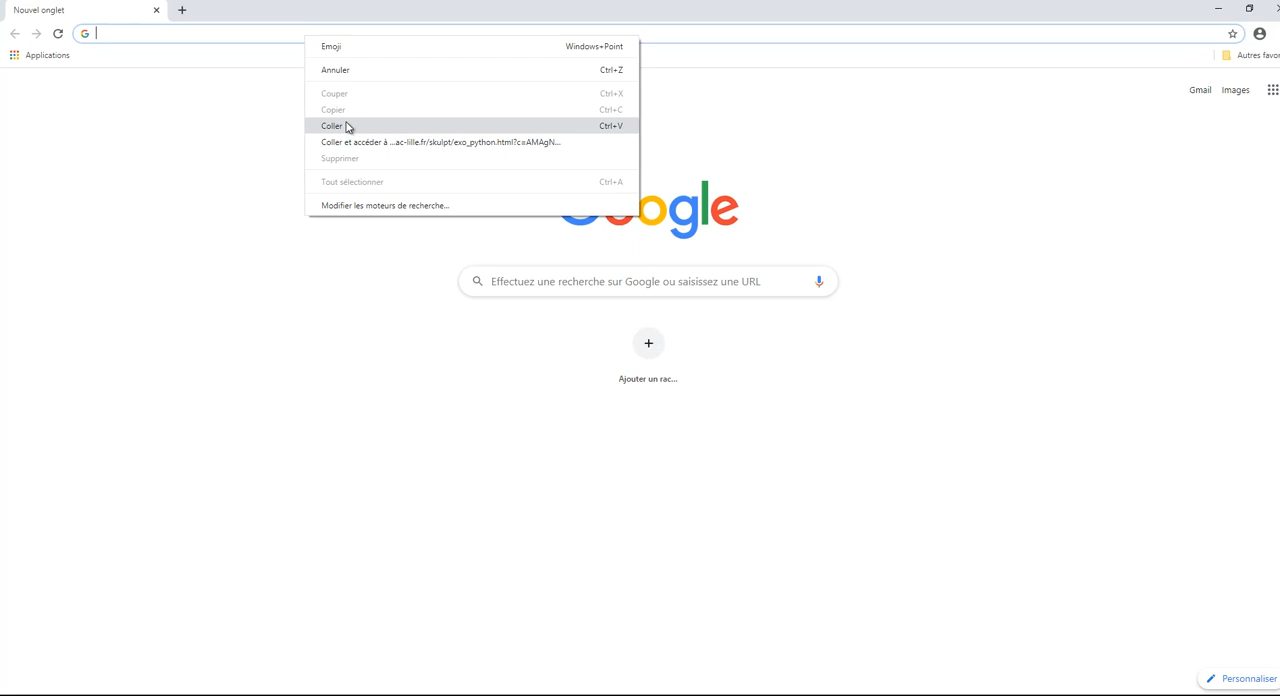 Nouvel onglet
Applications
Autres favor
Emoji Windows+Point
Annuler Ctrl+Z
Couper Ctrl+X
Copier Ctrl+C
Coller Ctrl+V
Coller et accéder à ...ac-lille.fr/skulpt/exo_python.html?c=AMAgN...
Supprimer
Tout sélectionner Ctrl+A
Modifier les moteurs de recherche...
Gmail Images
Google
Effectuez une recherche sur Google ou saisissez une URL
Ajouter un rac...
Personnaliser